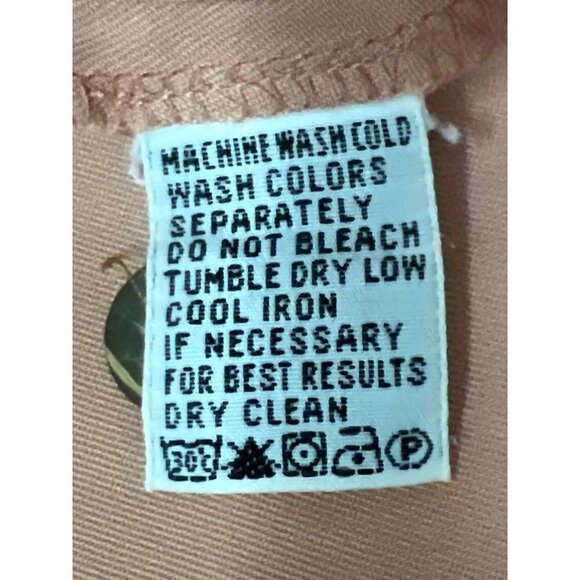 MACHINE WASH COLD
WASH COLORS
SEPARATELY
DO NOT BLEACH
TUMBLE DRY LOW
COOL IRON
IF NECESSARY
FOR BEST RESULTS
DRY CLEAN
30°C P